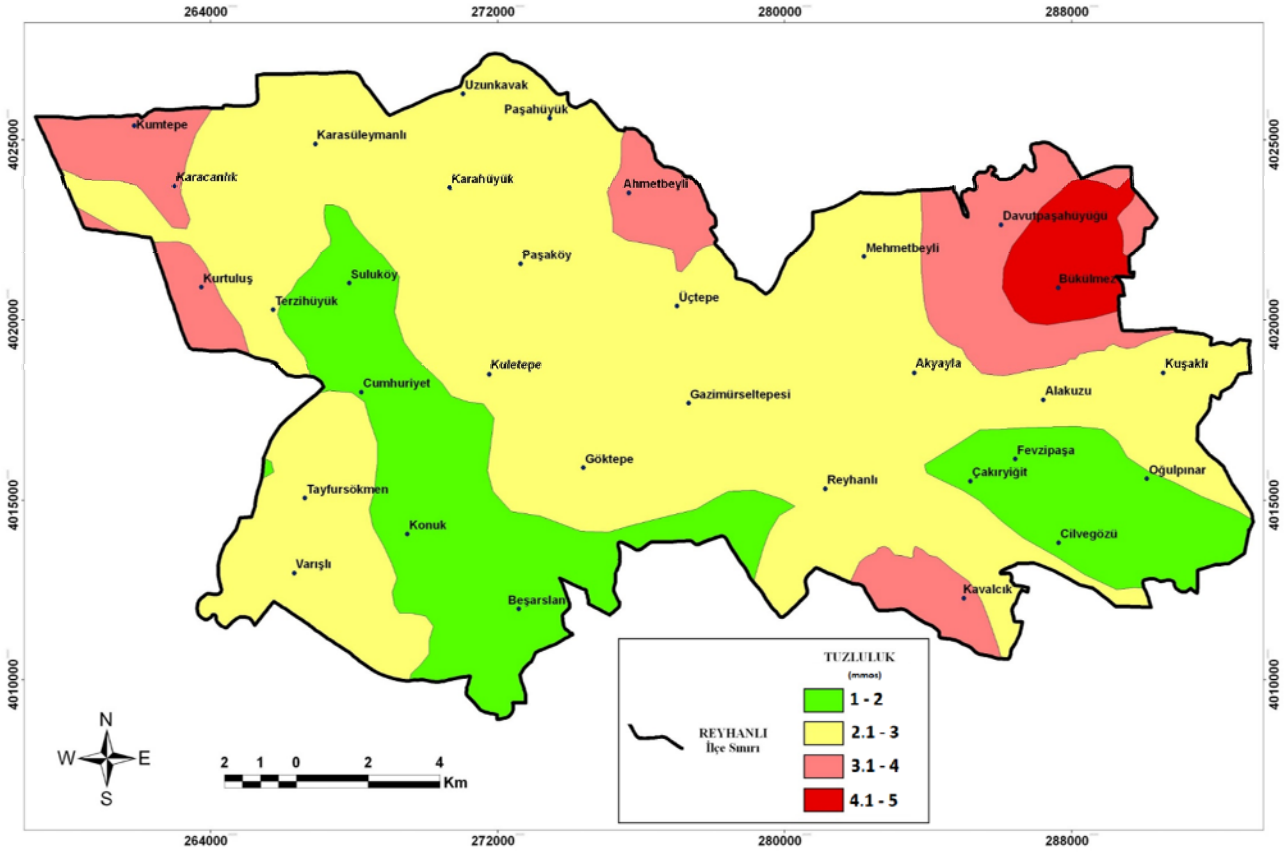 264000 272000 280000 288000
Uzunkavak
Paşahüyük
Kumtepe
Karasüleymanlı
4025000 4025000
Karacanlık
Karahüyük
Ahmetbeyli
Davutpaşahüyüğü
Mehmetbeyli
Paşaköy
Suluköy
Kurtuluş
Bükülmez
Terzihüyük
Üçtepe
4020000 4020000
Kuletepe
Akyayla
Kuşaklı
Cumhuriyet
Gazimürseltepesi
Alakuzu
Göktepe
Fevzipaşa
Çakıryiğit
Oğulpınar
Tayfursökmen
Reyhanlı
4015000 4015000
Konuk
Cilvegözü
Varışlı
Kavalcık
Beşarslan
4010000 4010000
TUZLULUK
(mmos)
1 - 2
2.1 - 3
3.1 - 4
4.1 - 5
REYHANLI
İlçe Sınırı
N
W E
S
2 1 0 2 4
Km
264000 272000 280000 288000